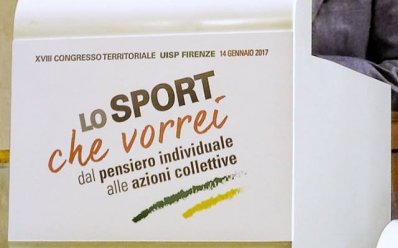 XVIII CONGRESSO TERRITORIALE UISP FIRENZE 14 GENNAIO 2017
LO SPORT
che vorrei
dal pensiero individuale
alle azioni collettive